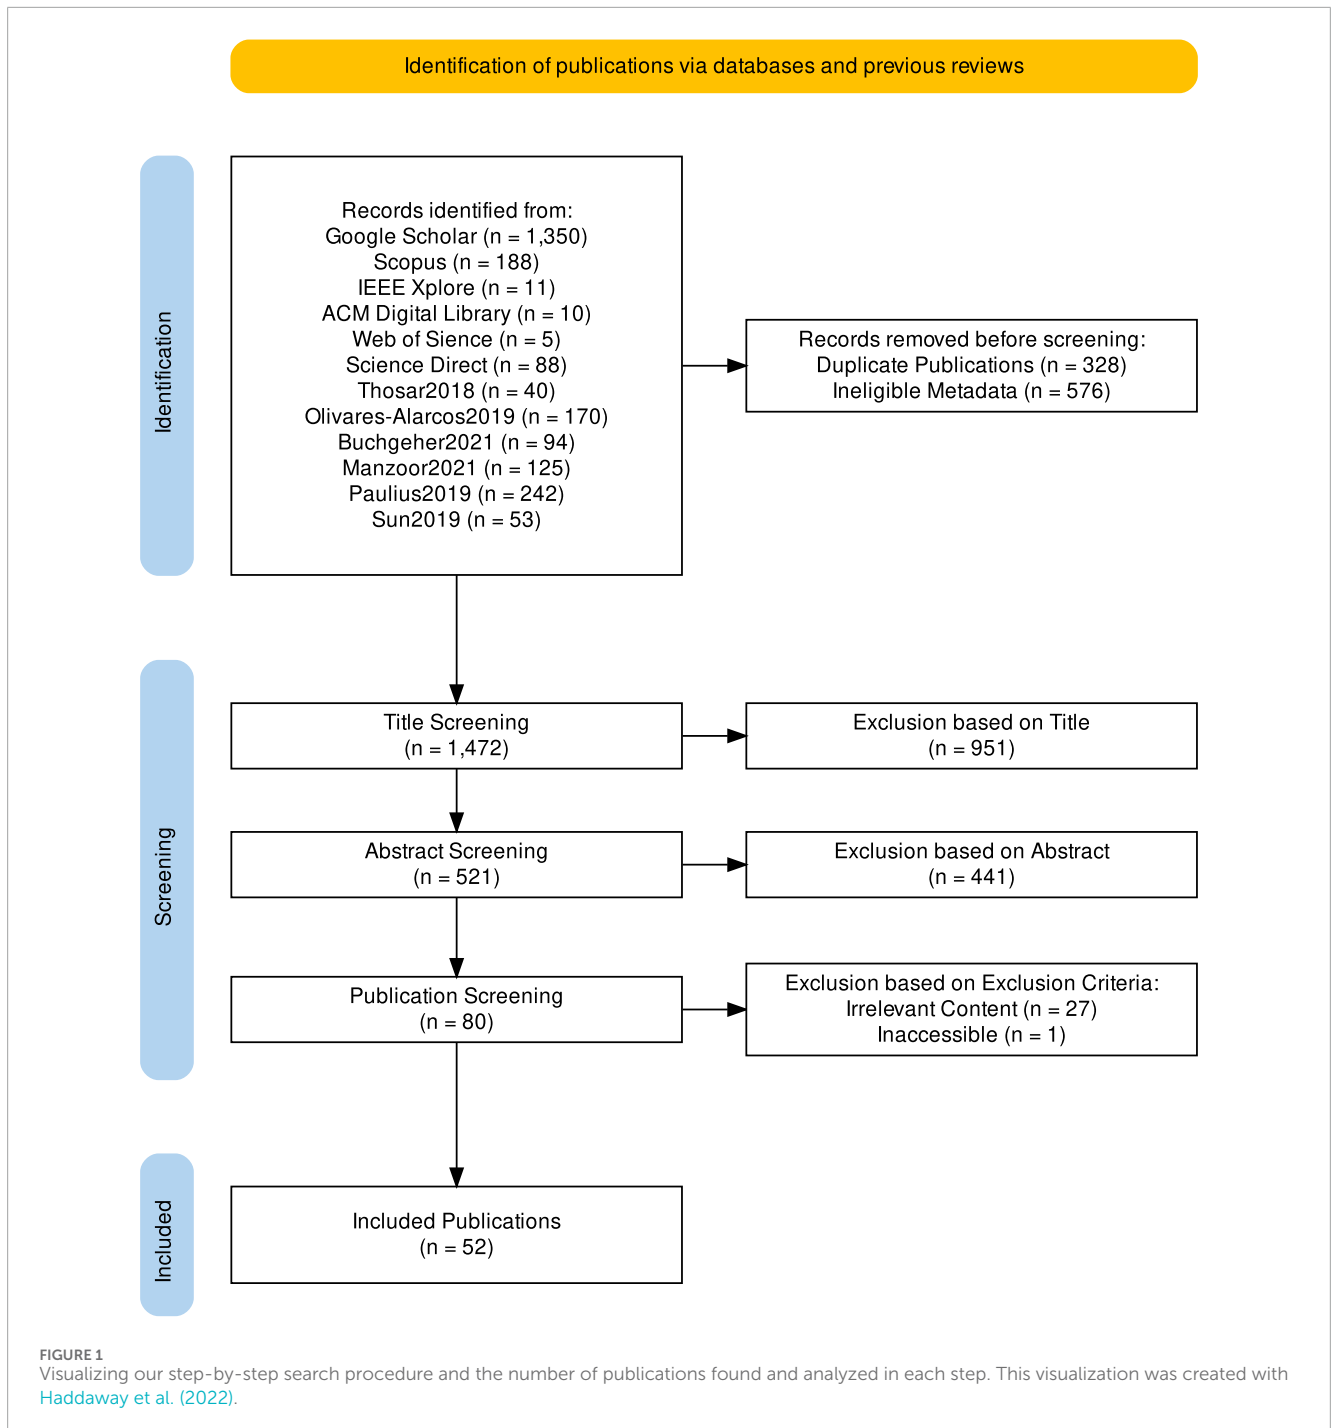 Identification of publications via databases and previous reviews
Identification
Records identified from:
Google Scholar (n = 1,350)
Scopus (n = 188)
IEEE Xplore (n = 11)
ACM Digital Library (n = 10)
Web of Sience (n = 5)
Science Direct (n = 88)
Thosar2018 (n = 40)
Olivares-Alarcos2019 (n = 170)
Buchgeher2021 (n = 94)
Manzoor2021 (n = 125)
Paulius2019 (n = 242)
Sun2019 (n = 53)
Records removed before screening:
Duplicate Publications (n = 328)
Ineligible Metadata (n = 576)
Screening
Title Screening
(n = 1,472)
Exclusion based on Title
(n = 951)
Abstract Screening
(n = 521)
Exclusion based on Abstract
(n = 441)
Publication Screening
(n = 80)
Exclusion based on Exclusion Criteria:
Irrelevant Content (n = 27)
Inaccessible (n = 1)
Included
Included Publications
(n = 52)
FIGURE 1
Visualizing our step-by-step search procedure and the number of publications found and analyzed in each step. This visualization was created with
Haddaway et al. (2022).